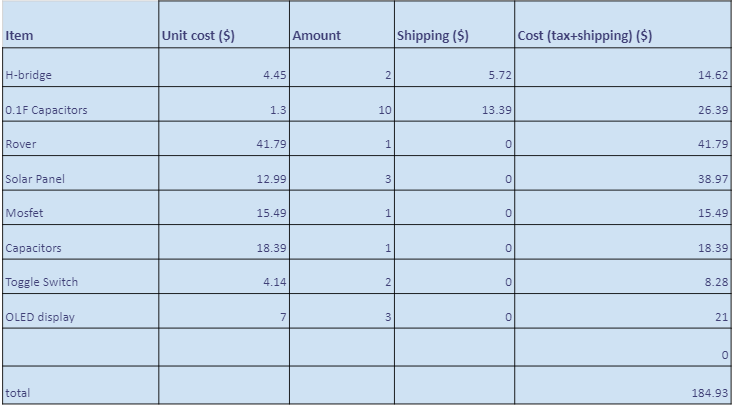 Item Unit cost ($) Amount Shipping ($) Cost (tax+shipping) ($)
H-bridge 4.45 2 5.72 14.62
0.1F Capacitors 1.3 10 13.39 26.39
Rover 41.79 1 0 41.79
Solar Panel 12.99 3 0 38.97
Mosfet 15.49 1 0 15.49
Capacitors 18.39 1 0 18.39
Toggle Switch 4.14 2 0 8.28
OLED display 7 3 0 21
0
total 184.93